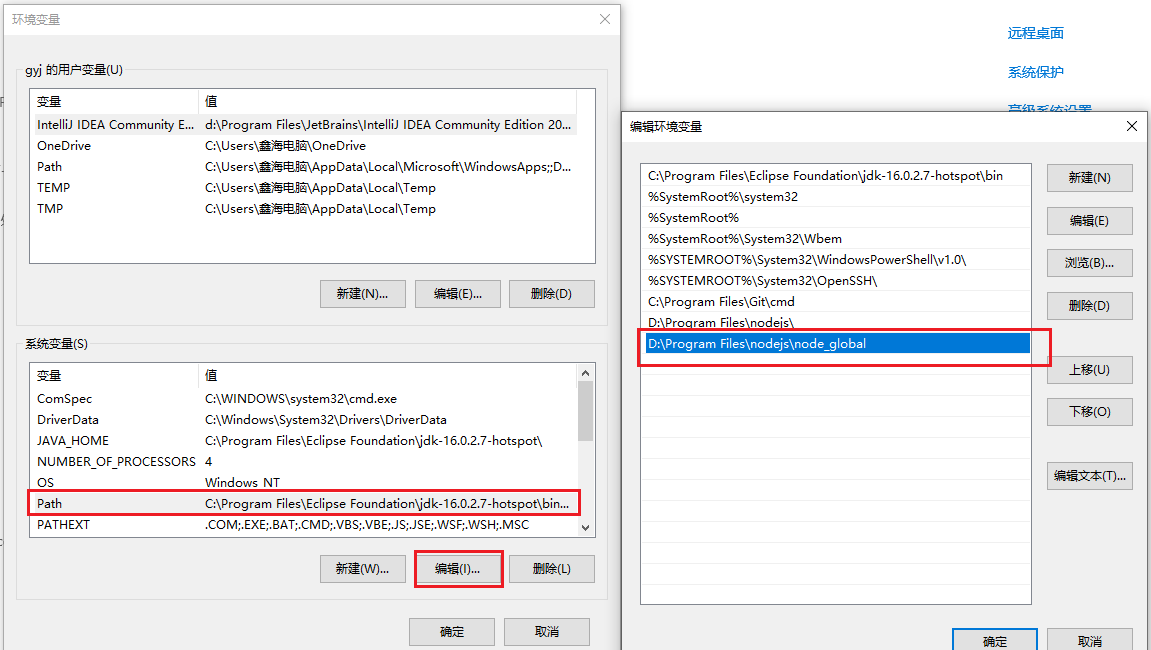 环境变量
gyj 的用户变量(U)
变量 值
IntelliJ IDEA Community E... d:\Program Files\JetBrains\IntelliJ IDEA Community Edition 20...
OneDrive C:\Users\鑫海电脑\OneDrive
Path C:\Users\鑫海电脑\AppData\Local\Microsoft\WindowsApps;;D...
TEMP C:\Users\鑫海电脑\AppData\Local\Temp
TMP C:\Users\鑫海电脑\AppData\Local\Temp
新建(N)... 编辑(E)... 删除(D)
系统变量(S)
变量 值
ComSpec C:\WINDOWS\system32\cmd.exe
DriverData C:\Windows\System32\Drivers\DriverData
JAVA_HOME C:\Program Files\Eclipse Foundation\jdk-16.0.2.7-hotspot\
NUMBER_OF_PROCESSORS 4
OS Windows_NT
Path C:\Program Files\Eclipse Foundation\jdk-16.0.2.7-hotspot\bin...
PATHEXT .COM;.EXE;.BAT;.CMD;.VBS;.VBE;.JS;.JSE;.WSF;.WSH;.MSC
新建(W)... 编辑(I)... 删除(L)
确定 取消
远程桌面
系统保护
高级系统设置
编辑环境变量
C:\Program Files\Eclipse Foundation\jdk-16.0.2.7-hotspot\bin
%SystemRoot%\system32
%SystemRoot%
%SystemRoot%\System32\Wbem
%SYSTEMROOT%\System32\WindowsPowerShell\v1.0\
%SYSTEMROOT%\System32\OpenSSH\
C:\Program Files\Git\cmd
D:\Program Files\nodejs\
D:\Program Files\nodejs\node_global
新建(N)
编辑(E)
浏览(B)...
删除(D)
上移(U)
下移(O)
编辑文本(T)...
确定 取消